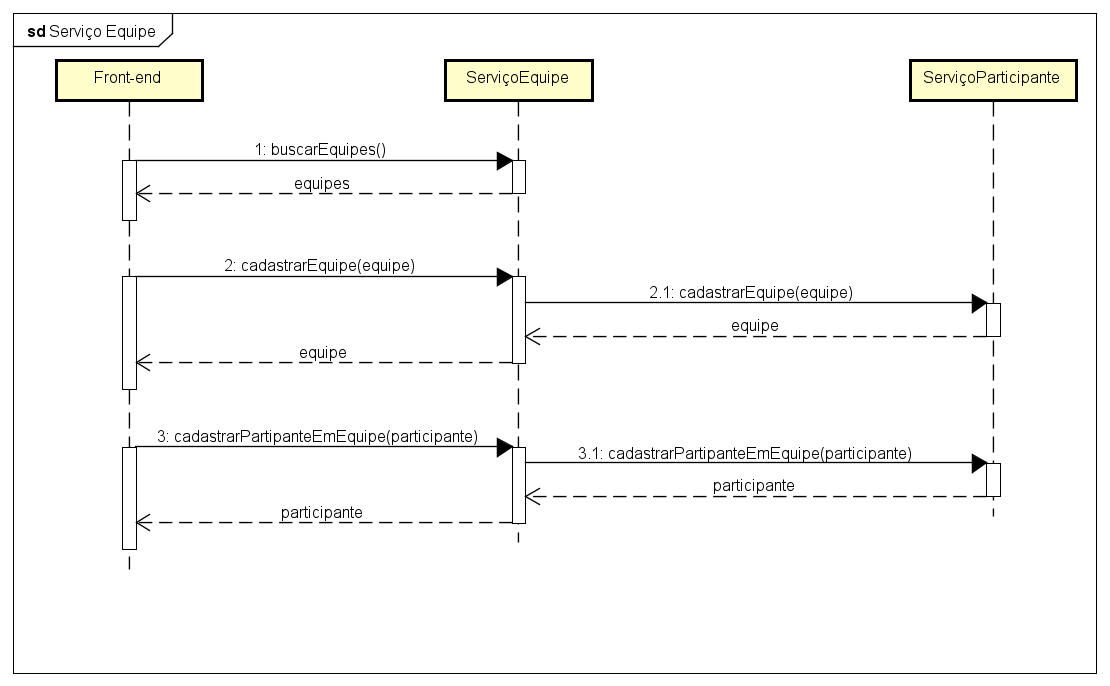 sd Serviço Equipe
Front-end
ServiçoEquipe
ServiçoParticipante
1: buscarEquipes()
equipes
2: cadastrarEquipe(equipe)
2.1: cadastrarEquipe(equipe)
equipe
equipe
3: cadastrarPartipanteEmEquipe(participante)
3.1: cadastrarPartipanteEmEquipe(participante)
participante
participante